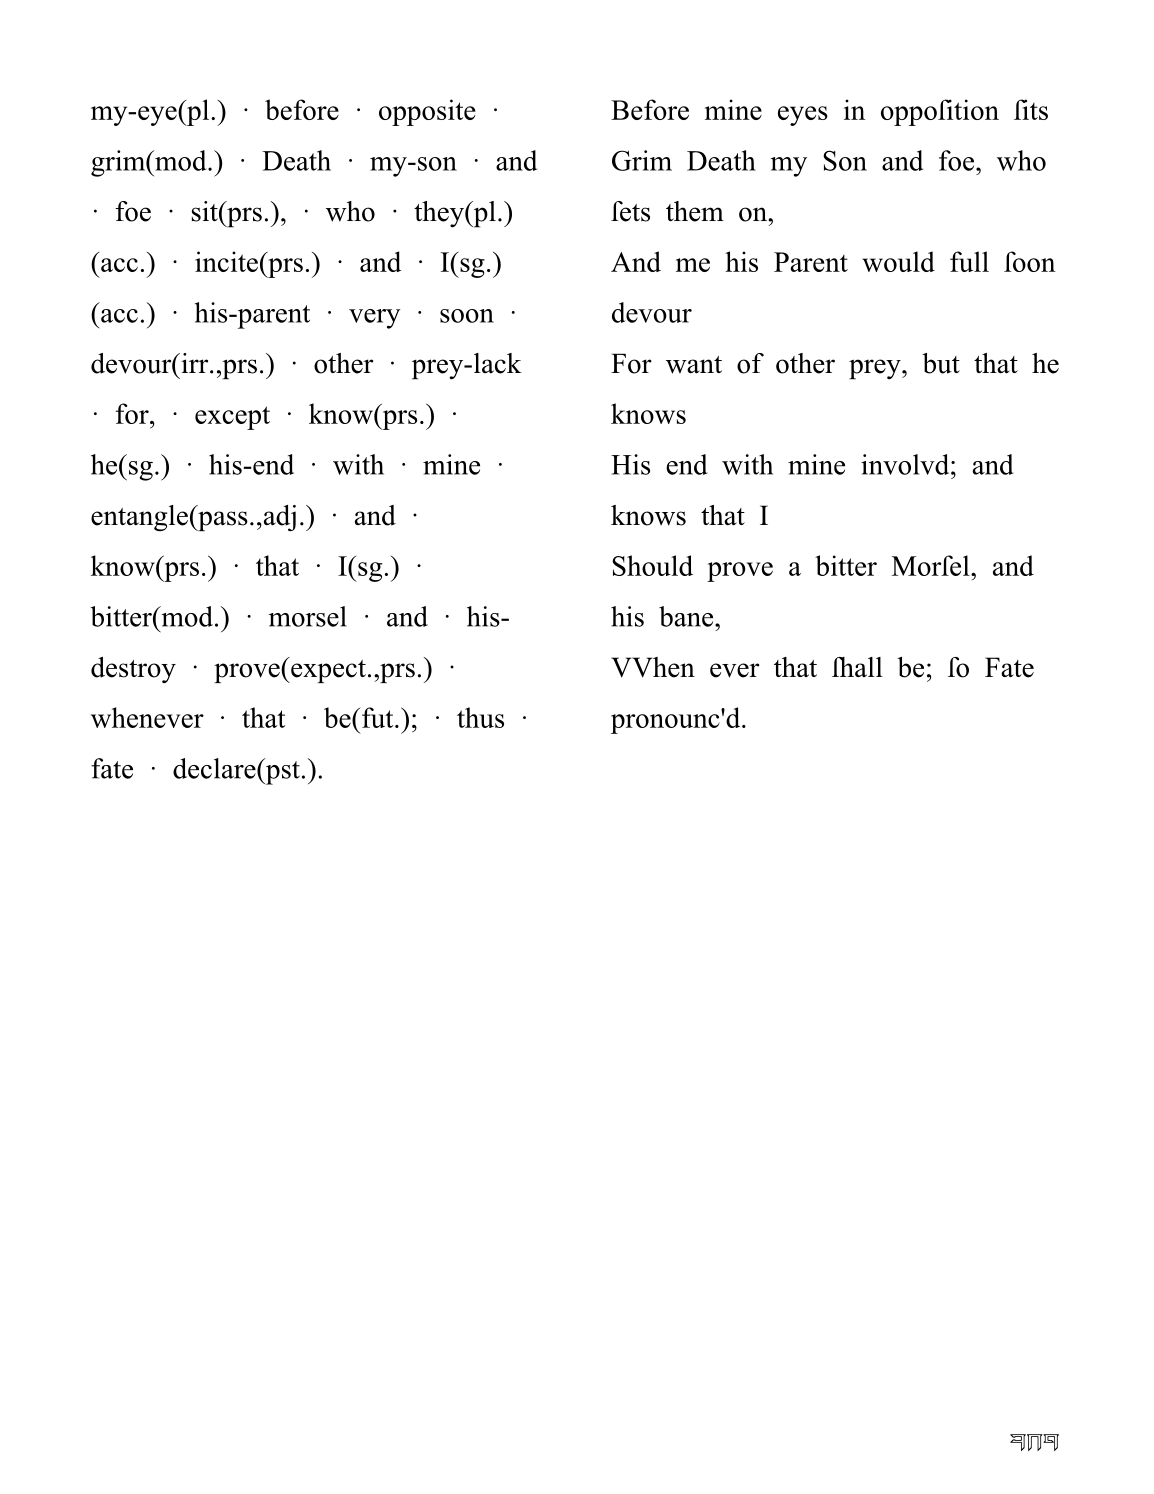 my-eye(pl.) · before · opposite ·
grim(mod.) · Death · my-son · and
· foe · sit(prs.), · who · they(pl.)
(acc.) · incite(prs.) · and · I(sg.)
(acc.) · his-parent · very · soon ·
devour(irr.,prs.) · other · prey-lack
· for, · except · know(prs.) ·
he(sg.) · his-end · with · mine ·
entangle(pass.,adj.) · and ·
know(prs.) · that · I(sg.) ·
bitter(mod.) · morsel · and · his-
destroy · prove(expect.,prs.) ·
whenever · that · be(fut.); · thus ·
fate · declare(pst.).
Before mine eyes in oppoſition ſits
Grim Death my Son and foe, who
ſets them on,
And me his Parent would full ſoon
devour
For want of other prey, but that he
knows
His end with mine involvd; and
knows that I
Should prove a bitter Morſel, and
his bane,
VVhen ever that ſhall be; ſo Fate
pronounc'd.